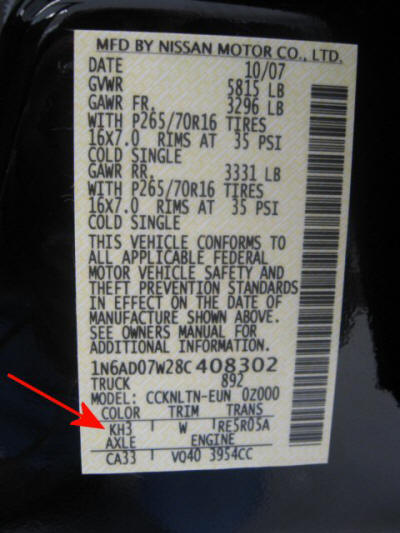 MFD BY NISSAN MOTOR CO., LTD.
DATE 10/07
GVWR 5815 LB
GAWR FR. 3296 LB
WITH P265/70R16 TIRES
16X7.0 RIMS AT 35 PSI
COLD SINGLE
GAWR RR. 3331 LB
WITH P265/70R16 TIRES
16X7.0 RIMS AT 35 PSI
COLD SINGLE
THIS VEHICLE CONFORMS TO
ALL APPLICABLE FEDERAL
MOTOR VEHICLE SAFETY AND
THEFT PREVENTION STANDARDS
IN EFFECT ON THE DATE OF
MANUFACTURE SHOWN ABOVE.
SEE OWNERS MANUAL FOR
ADDITIONAL INFORMATION.
1N6AD07W28C408302
TRUCK 892
MODEL: CCKNLTN-EUN 0Z000
COLOR TRIM TRANS
KH3 W RE5R05A
AXLE ENGINE
CA33 VQ40 3954CC